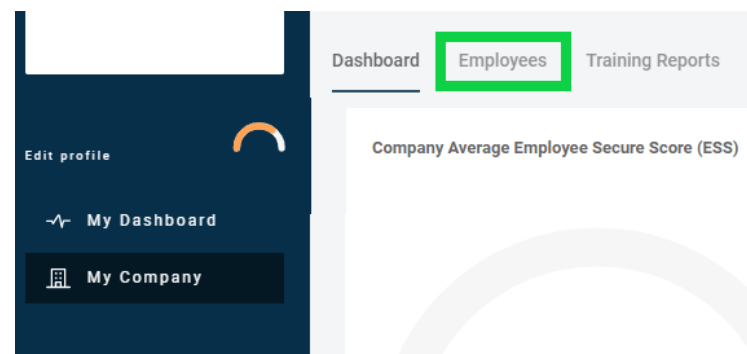 Dashboard Employees Training Reports
Edit profile
Company Average Employee Secure Score (ESS)
My Dashboard
My Company